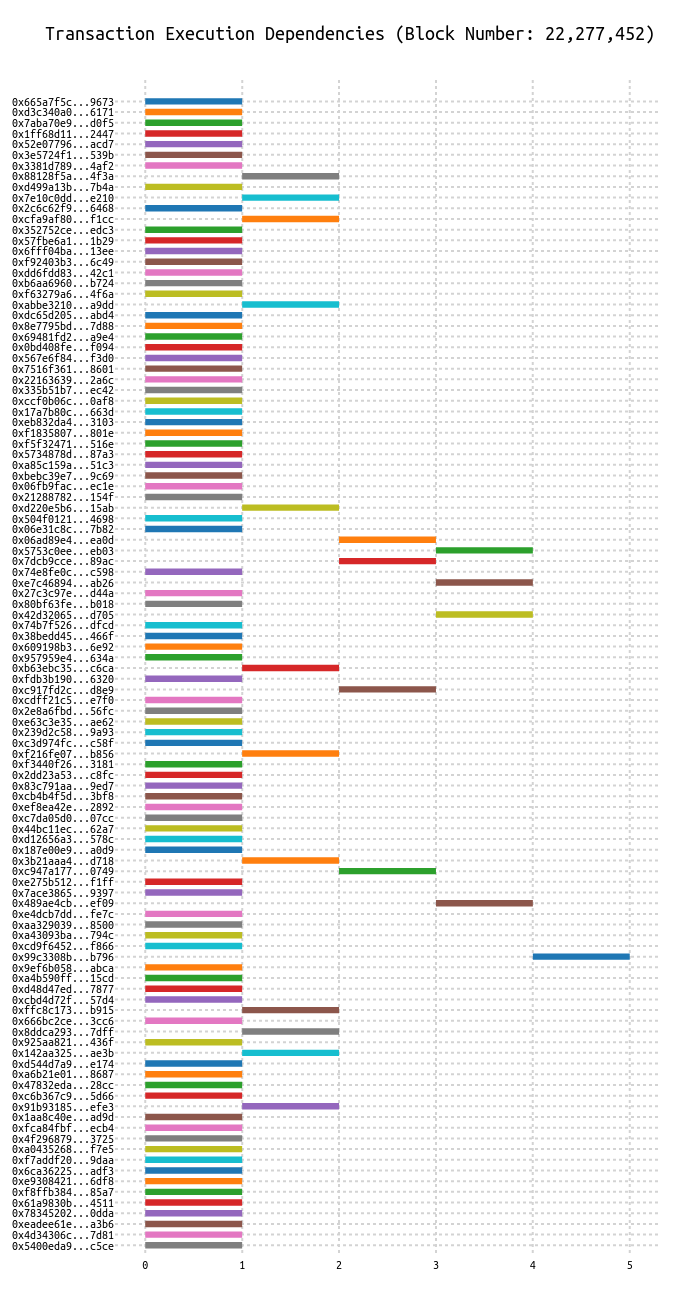 Transaction Execution Dependencies (Block Number: 22,277,452)
0x665a7f5c...9673
0xd3c340a0...6171
0x7aba70e9...d0f5
0x1ff68d11...2447
0x52e07796...acd7
0x3e5724f1...539b
0x3381d789...4af2
0x88128f5a...4f3a
0xd499a13b...7b4a
0x7e10c0dd...e210
0x2c6c62f9...6468
0xcfa9af80...f1cc
0x352752ce...edc3
0x57fbe6a1...1b29
0x6fff04ba...13ee
0xf92403b3...6c49
0xdd6fdd83...42c1
0xb6aa6960...b724
0xf63279a6...4f6a
0xabbe3210...a9dd
0xdc65d205...abd4
0x8e7795bd...7d88
0x69481fd2...a9e4
0x0bd408fe...f094
0x567e6f84...f3d0
0x7516f361...8601
0x22163639...2a6c
0x335b51b7...ec42
0xccf0b06c...0af8
0x17a7b80c...663d
0xeb832da4...3103
0xf1835807...801e
0xf5f32471...516e
0x5734878d...87a3
0xa85c159a...51c3
0xbebc39e7...9c69
0x06fb9fac...ec1e
0x21288782...154f
0xd220e5b6...15ab
0x504f0121...4698
0x06e31c8c...7b82
0x06ad89e4...ea0d
0x5753c0ee...eb03
0x7dcb9cce...89ac
0x74e8fe0c...c598
0xe7c46894...ab26
0x27c3c97e...d44a
0x80bf63fe...b018
0x42d32065...d705
0x74b7f526...dfcd
0x38bedd45...466f
0x609198b3...6e92
0x957959e4...634a
0xb63ebc35...c6ca
0xfdb3b190...6320
0xc917fd2c...d8e9
0xcdff21c5...e7f0
0x2e8a6fbd...56fc
0xe63c3e35...ae62
0x239d2c58...9a93
0xc3d974fc...c58f
0xf216fe07...b856
0xf3440f26...3181
0x2dd23a53...c8fc
0x83c791aa...9ed7
0xcb4b4f5d...3bf8
0xef8ea42e...2892
0xc7da05d0...07cc
0x44bc11ec...62a7
0xd12656a3...578c
0x187e00e9...a0d9
0x3b21aaa4...d718
0xc947a177...0749
0xe275b512...f1ff
0x7ace3865...9397
0x489ae4cb...ef09
0xe4dcb7dd...fe7c
0xaa329039...8500
0xa43093ba...794c
0xcd9f6452...f866
0x99c3308b...b796
0x9ef6b058...abca
0xa4b590ff...15cd
0xd48d47ed...7877
0xcbd4d72f...57d4
0xffc8c173...b915
0x666bc2ce...3cc6
0x8ddca293...7dff
0x925aa821...436f
0x142aa325...ae3b
0xd544d7a9...e174
0xa6b21e01...8687
0x47832eda...28cc
0xc6b367c9...5d66
0x91b93185...efe3
0x1aa8c40e...ad9d
0xfca84fbf...ecb4
0x4f296879...3725
0xa0435268...f7e5
0xf7addf20...9daa
0x6ca36225...adf3
0xe9308421...6df8
0xf8ffb384...85a7
0x61a9830b...4511
0x78345202...0dda
0xeadee61e...a3b6
0x4d34306c...7d81
0x5400eda9...c5ce
0 1 2 3 4 5